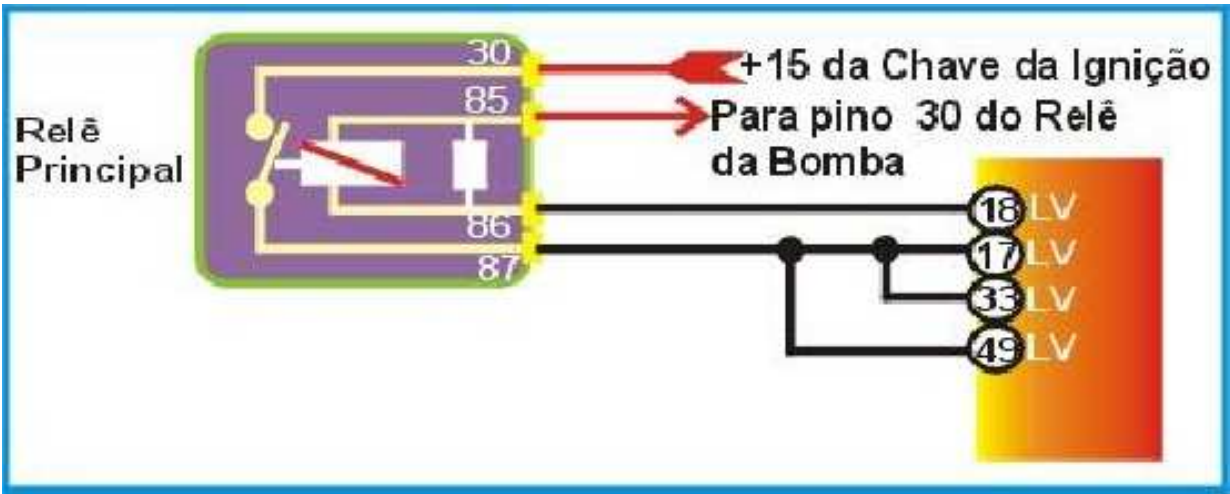 Relê
Principal
30
85
86
87
+15 da Chave da Ignição
Para pino 30 do Relê
da Bomba
18 LV
17 LV
33 LV
49 LV